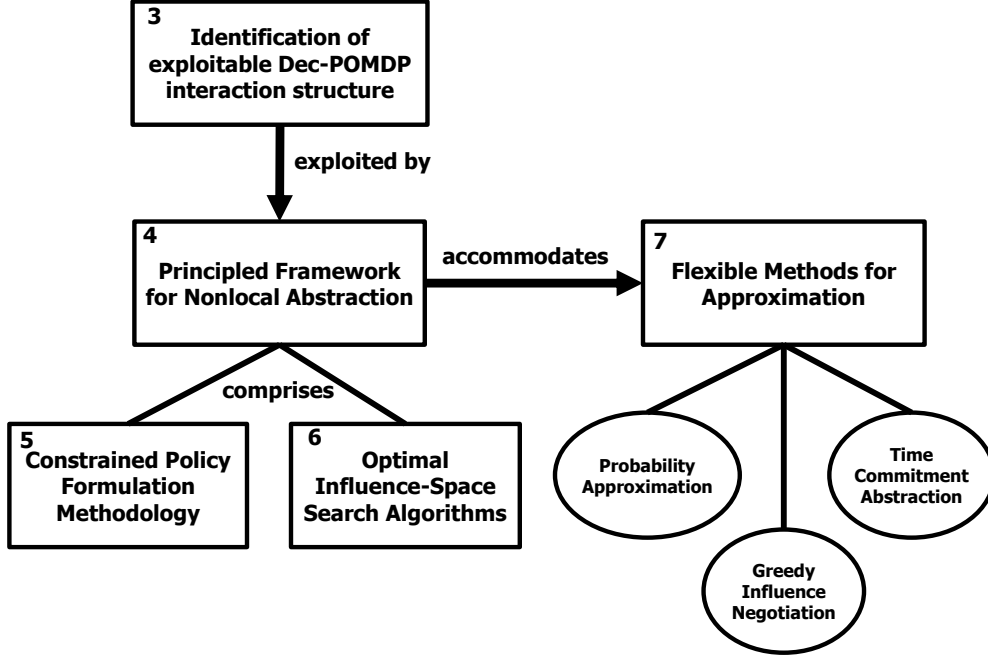 3
Identification of
exploitable Dec-POMDP
interaction structure
exploited by
4
Principled Framework
for Nonlocal Abstraction
accommodates
7
Flexible Methods for
Approximation
comprises
5
Constrained Policy
Formulation
Methodology
6
Optimal
Influence-Space
Search Algorithms
Probability
Approximation
Greedy
Influence
Negotiation
Time
Commitment
Abstraction